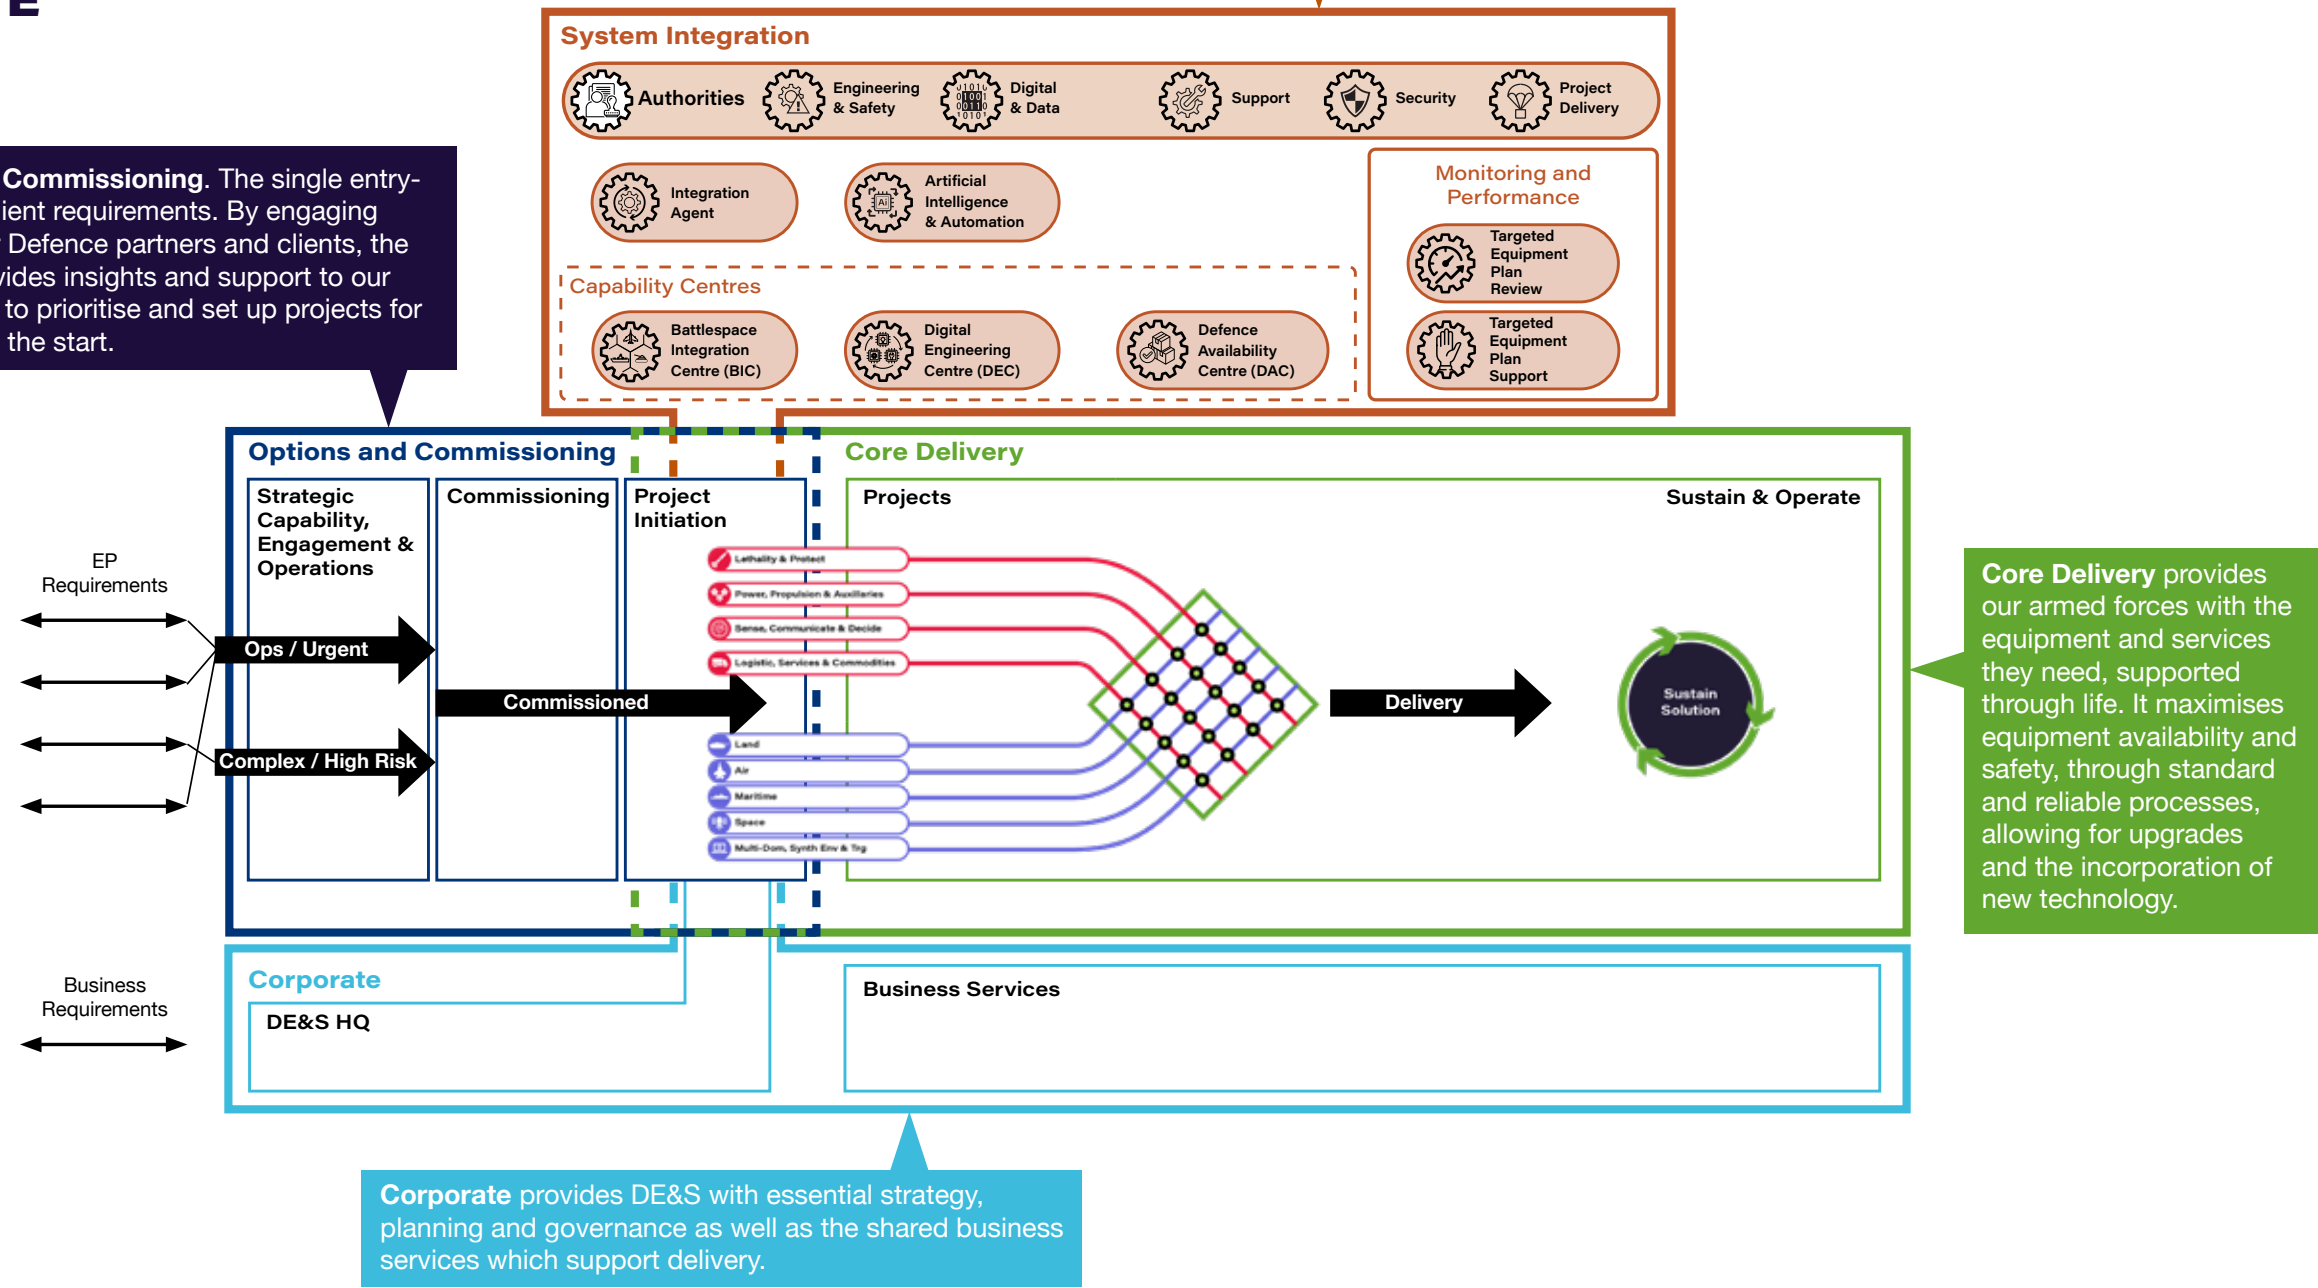 E
System Integration
Authorities
Engineering
& Safety
Digital
& Data
Support
Security
Project
Delivery
Integration
Agent
Artificial
Intelligence
& Automation
Monitoring and
Performance
Targeted
Equipment
Plan
Review
Targeted
Equipment
Plan
Support
Capability Centres
Battlespace
Integration
Centre (BIC)
Digital
Engineering
Centre (DEC)
Defence
Availability
Centre (DAC)
Commissioning. The single entry-
ient requirements. By engaging
Defence partners and clients, the
vides insights and support to our
to prioritise and set up projects for
the start.
Options and Commissioning
Strategic
Capability,
Engagement &
Operations
Commissioning
Project
Initiation
Core Delivery
Projects
Sustain & Operate
EP
Requirements
Ops / Urgent
Complex / High Risk
Commissioned
Lethality & Protect
Power, Propulsion & Auxiliaries
Sense, Communicate & Decide
Logistic, Services & Commodities
Land
Air
Maritime
Space
Multi-Dom, Synth Env & Trg
Delivery
Sustain
Solution
Core Delivery provides
our armed forces with the
equipment and services
they need, supported
through life. It maximises
equipment availability and
safety, through standard
and reliable processes,
allowing for upgrades
and the incorporation of
new technology.
Business
Requirements
Corporate
DE&S HQ
Business Services
Corporate provides DE&S with essential strategy,
planning and governance as well as the shared business
services which support delivery.